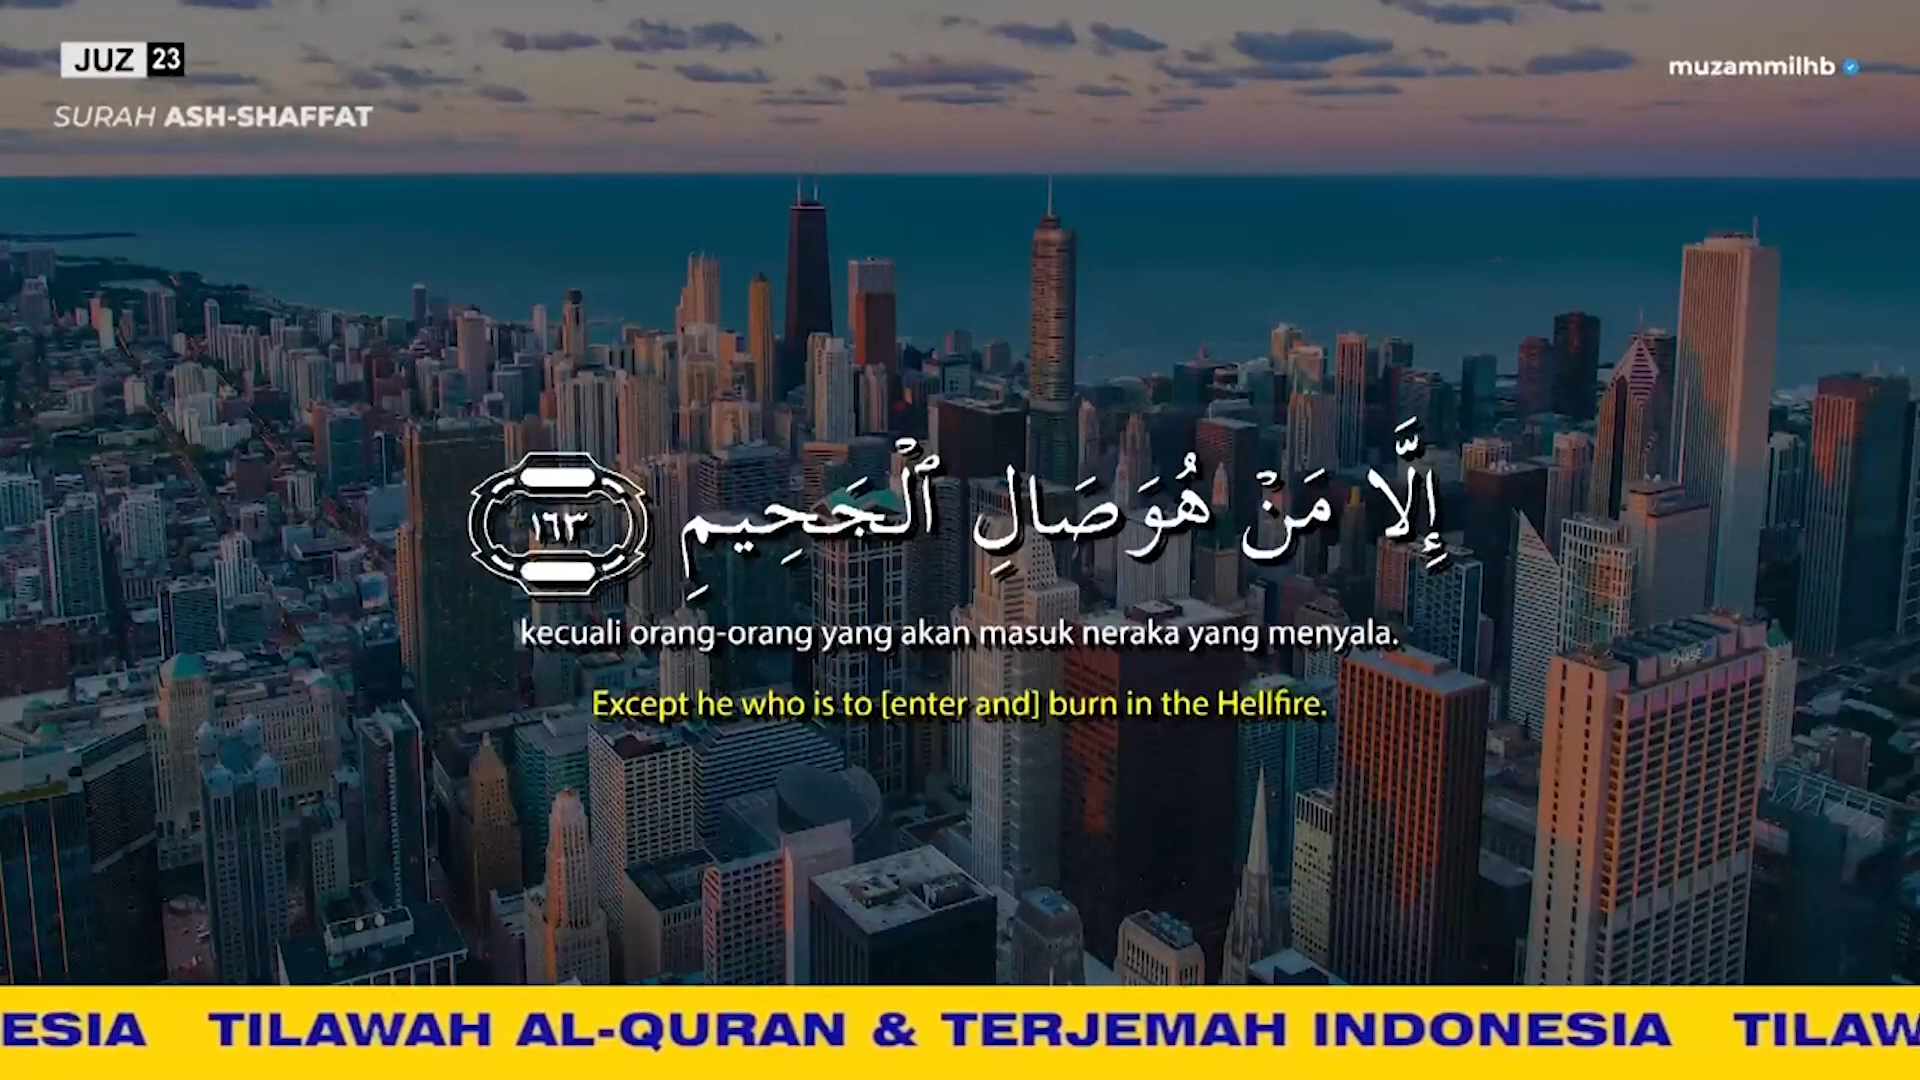 JUZ 23
muzammilhb
SURAH ASH-SHAFFAT
إِلَّا مَنْ هُوَ صَالِ ٱلْجَحِيمِ ١٦٣
kecuali orang-orang yang akan masuk neraka yang menyala.
Except he who is to [enter and] burn in the Hellfire.
CHASE
ESIA TILAWAH AL-QURAN & TERJEMAH INDONESIA TILAW